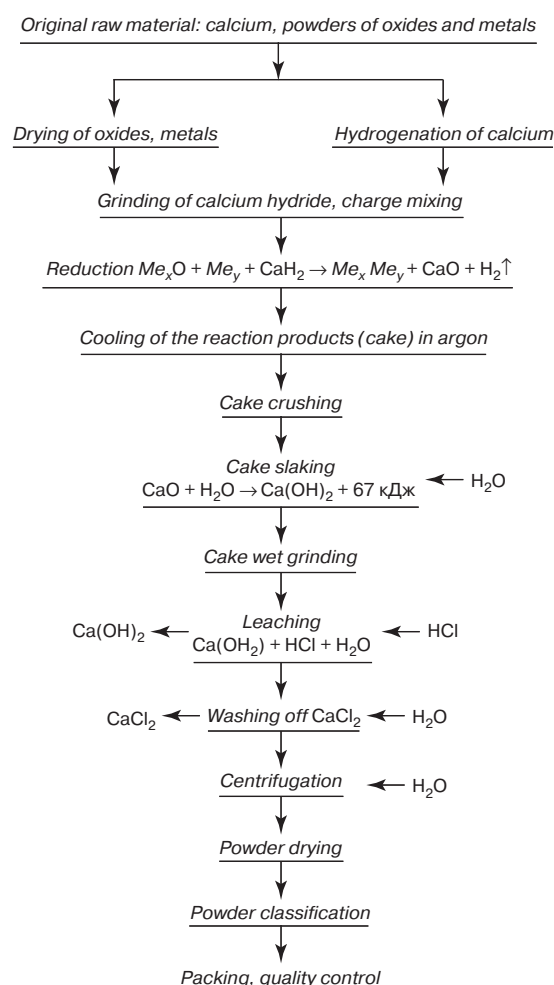 Original raw material: calcium, powders of oxides and metals
Drying of oxides, metals
Hydrogenation of calcium
Grinding of calcium hydride, charge mixing
Reduction MeₓO + Meᵧ + CaH₂ → Meₓ Meᵧ + CaO + H₂↑
Cooling of the reaction products (cake) in argon
Cake crushing
Cake slaking
CaO + H₂O → Ca(OH)₂ + 67 кДж
H₂O
Cake wet grinding
Leaching
Ca(OH)₂
Ca(OH₂) + HCl + H₂O
HCl
CaCl₂
Washing off CaCl₂
H₂O
Centrifugation
H₂O
Powder drying
Powder classification
Packing, quality control